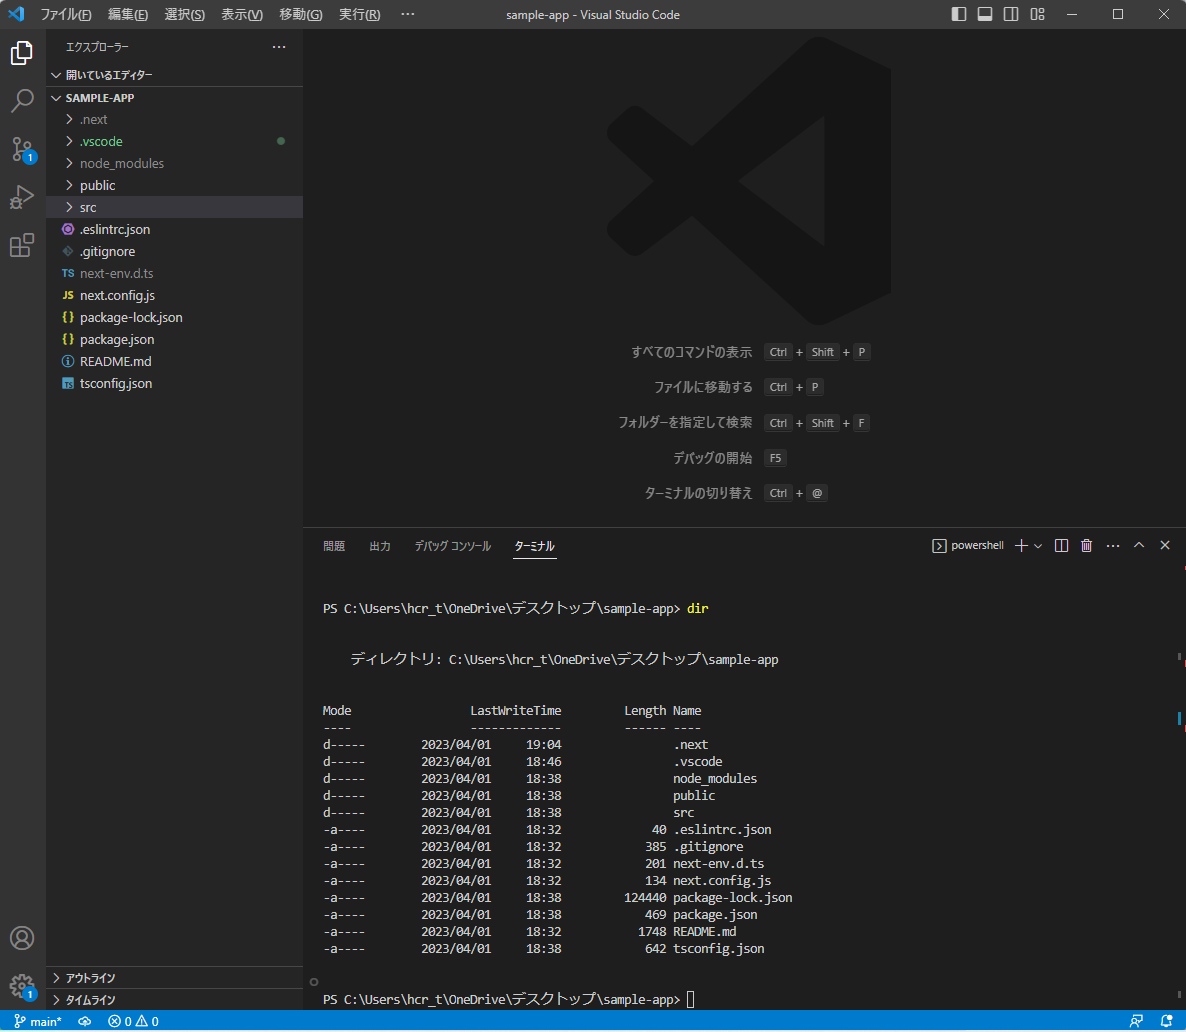 ファイル(F) 編集(E) 選択(S) 表示(V) 移動(G) 実行(R) ··· sample-app - Visual Studio Code
エクスプローラー ···
開いているエディター
SAMPLE-APP
.next
.vscode
node_modules
public
src
.eslintrc.json
.gitignore
TS next-env.d.ts
JS next.config.js
{} package-lock.json
{} package.json
README.md
TS tsconfig.json
1
すべてのコマンドの表示 Ctrl + Shift + P
ファイルに移動する Ctrl + P
フォルダーを指定して検索 Ctrl + Shift + F
デバッグの開始 F5
ターミナルの切り替え Ctrl + @
問題 出力 デバッグ コンソール ターミナル powershell ···
PS C:\Users\hcr_t\OneDrive\デスクトップ\sample-app> dir
ディレクトリ: C:\Users\hcr_t\OneDrive\デスクトップ\sample-app
Mode LastWriteTime Length Name
---- ------------- ------ ----
d----- 2023/04/01 19:04 .next
d----- 2023/04/01 18:46 .vscode
d----- 2023/04/01 18:38 node_modules
d----- 2023/04/01 18:38 public
d----- 2023/04/01 18:38 src
-a---- 2023/04/01 18:32 40 .eslintrc.json
-a---- 2023/04/01 18:32 385 .gitignore
-a---- 2023/04/01 18:32 201 next-env.d.ts
-a---- 2023/04/01 18:32 134 next.config.js
-a---- 2023/04/01 18:38 124440 package-lock.json
-a---- 2023/04/01 18:38 469 package.json
-a---- 2023/04/01 18:32 1748 README.md
-a---- 2023/04/01 18:38 642 tsconfig.json
PS C:\Users\hcr_t\OneDrive\デスクトップ\sample-app>
アウトライン
タイムライン
1
main* 0 0